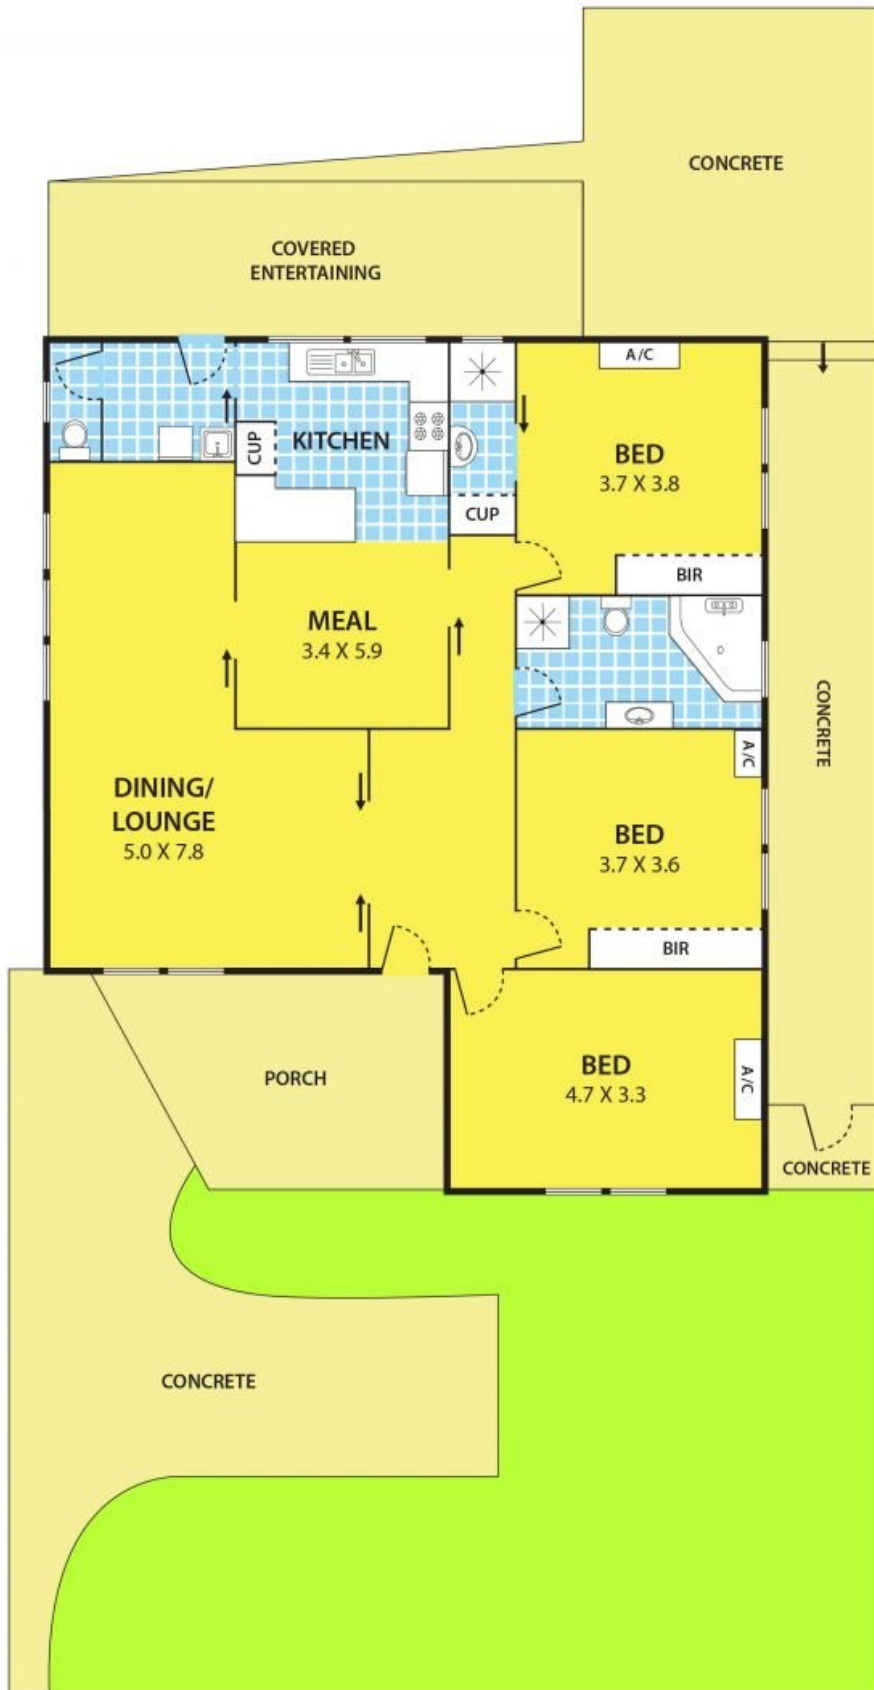 CONCRETE
COVERED
ENTERTAINING
A/C
CUP
KITCHEN
BED
3.7 X 3.8
CUP
BIR
MEAL
3.4 X 5.9
CONCRETE
A/C
DINING/
LOUNGE
5.0 X 7.8
BED
3.7 X 3.6
BIR
PORCH
BED
4.7 X 3.3
A/C
CONCRETE
CONCRETE